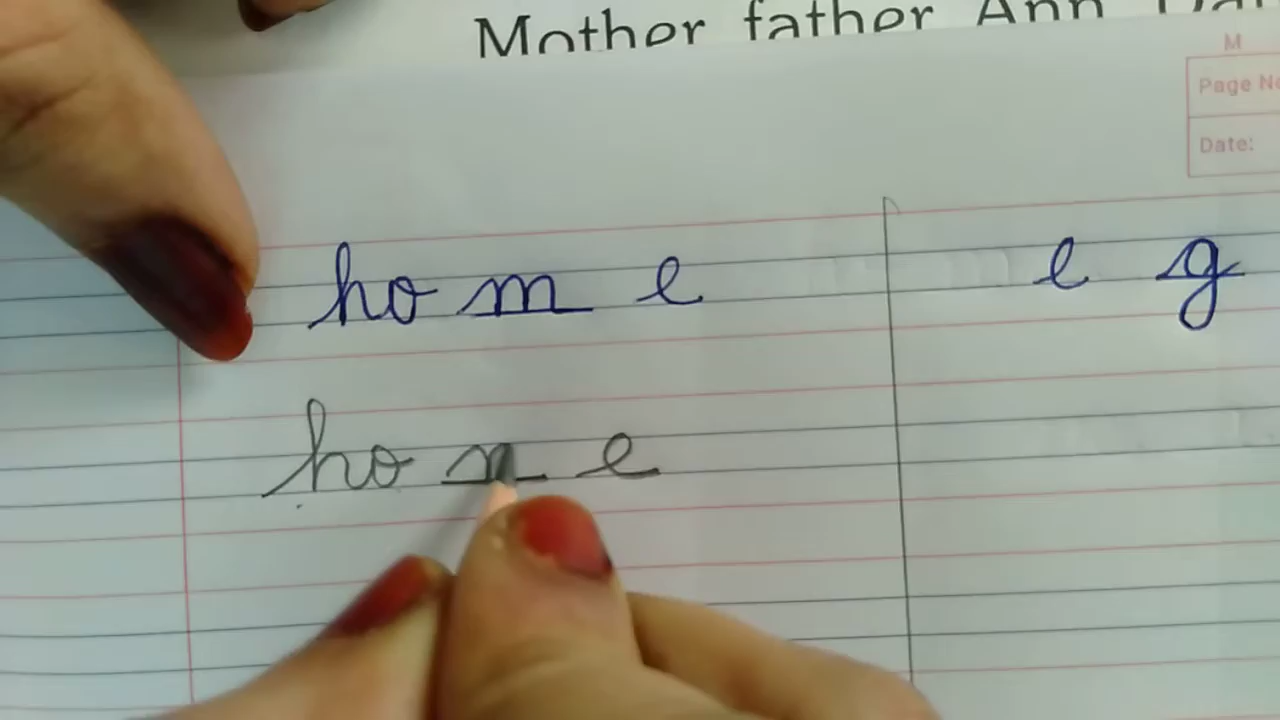 Mother father Ann
M
Page No
Date:
ho m e e g
ho m e